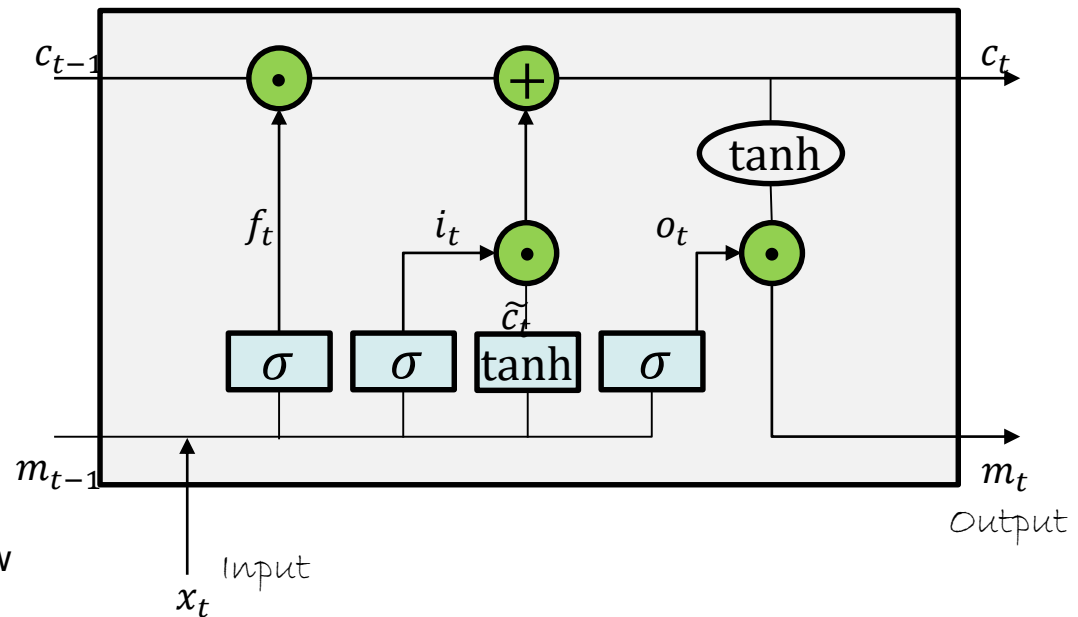 c_{t-1} c_t
tanh
f_t i_t o_t
c̃_t
σ σ tanh σ
m_{t-1} m_t
Output
Input
x_t